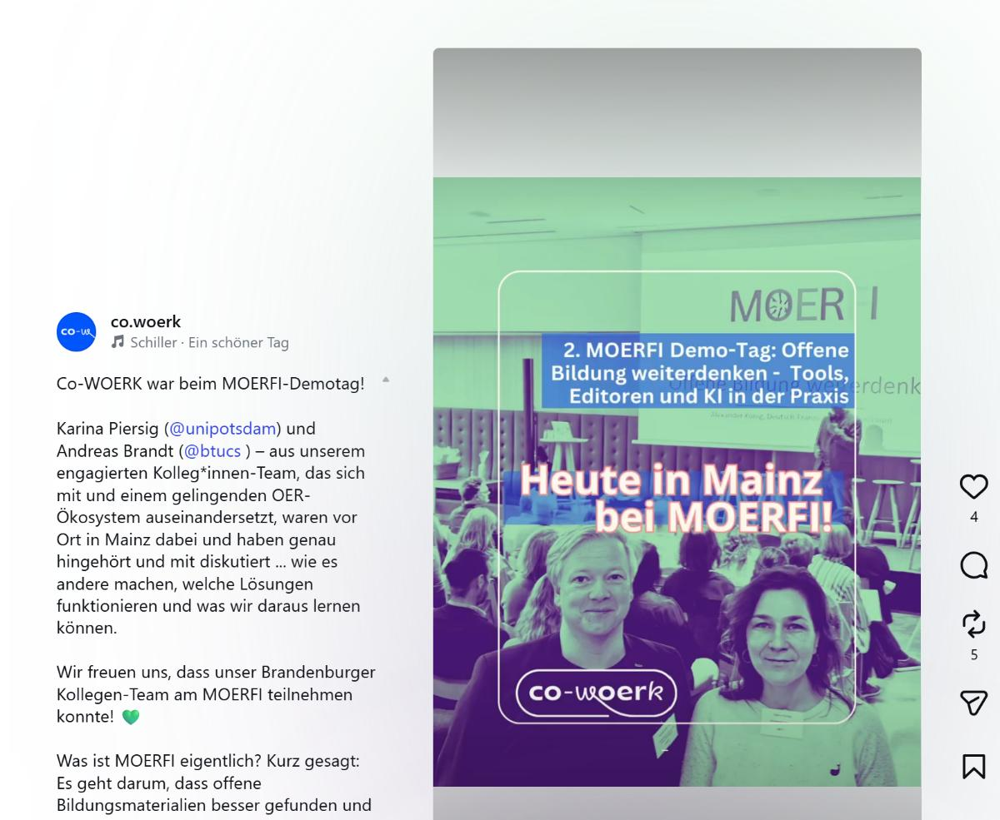 co.woerk
Schiller · Ein schöner Tag
Co-WOERK war beim MOERFI-Demotag!
Karina Piersig (@unipotsdam) und
Andreas Brandt (@btucs ) – aus unserem
engagierten Kolleg*innen-Team, das sich
mit und einem gelingenden OER-
Ökosystem auseinandersetzt, waren vor
Ort in Mainz dabei und haben genau
hingehört und mit diskutiert ... wie es
andere machen, welche Lösungen
funktionieren und was wir daraus lernen
können.
Wir freuen uns, dass unser Brandenburger
Kollegen-Team am MOERFI teilnehmen
konnte! 💚
Was ist MOERFI eigentlich? Kurz gesagt:
Es geht darum, dass offene
Bildungsmaterialien besser gefunden und
co-w
MOERFI
2. MOERFI Demo-Tag: Offene
Bildung weiterdenken - Tools,
Editoren und KI in der Praxis
Offene Bildung weiterdenk
Heute in Mainz
bei MOERFI!
co-woerk
4
5